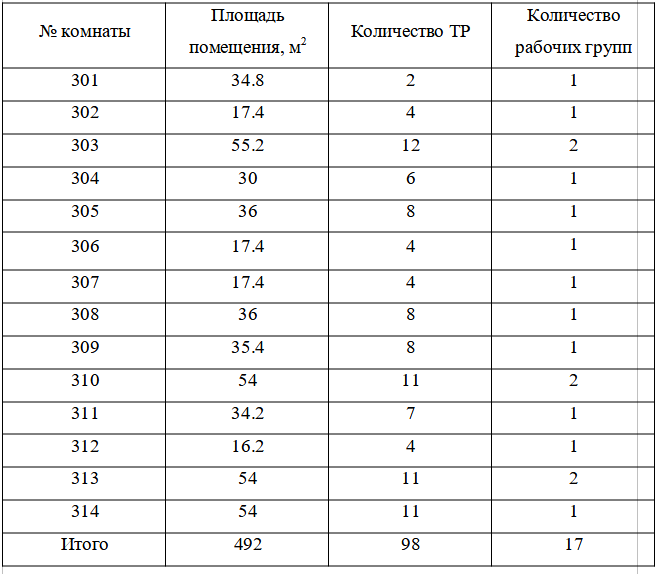 № комнаты Площадь помещения, м² Количество ТР Количество рабочих групп
301 34.8 2 1
302 17.4 4 1
303 55.2 12 2
304 30 6 1
305 36 8 1
306 17.4 4 1
307 17.4 4 1
308 36 8 1
309 35.4 8 1
310 54 11 2
311 34.2 7 1
312 16.2 4 1
313 54 11 2
314 54 11 1
Итого 492 98 17